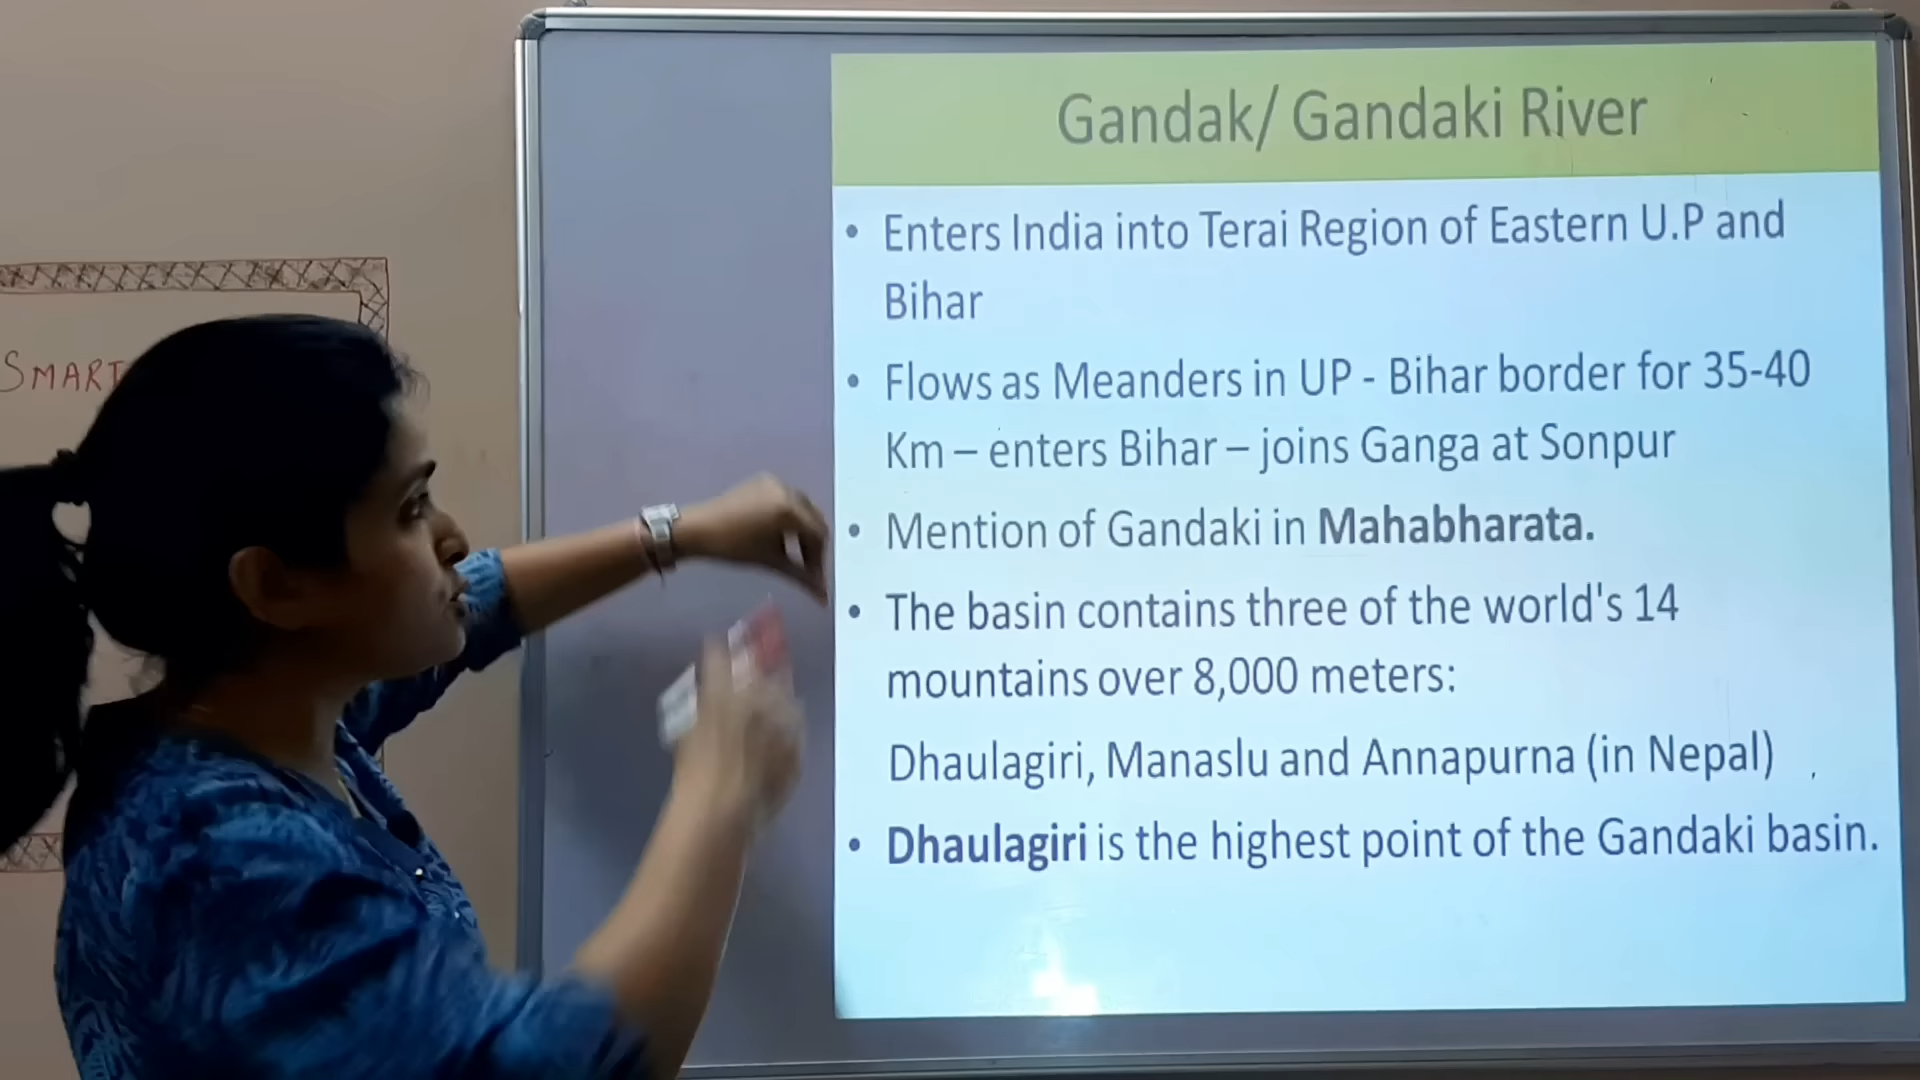 Gandak/ Gandaki River
• Enters India into Terai Region of Eastern U.P and
Bihar
• Flows as Meanders in UP - Bihar border for 35-40
Km – enters Bihar – joins Ganga at Sonpur
• Mention of Gandaki in Mahabharata.
• The basin contains three of the world's 14
mountains over 8,000 meters:
Dhaulagiri, Manaslu and Annapurna (in Nepal)
• Dhaulagiri is the highest point of the Gandaki basin.
SMART